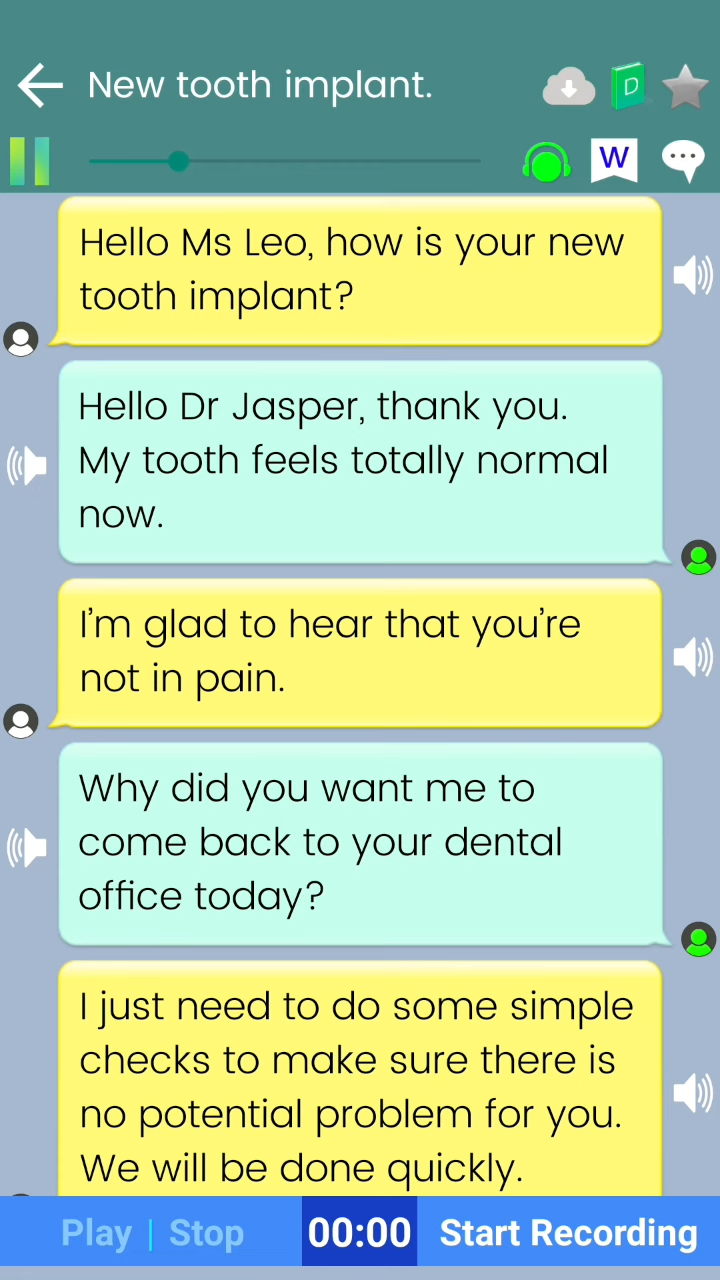 New tooth implant.
D
W
Hello Ms Leo, how is your new
tooth implant?
Hello Dr Jasper, thank you.
My tooth feels totally normal
now.
I'm glad to hear that you're
not in pain.
Why did you want me to
come back to your dental
office today?
I just need to do some simple
checks to make sure there is
no potential problem for you.
We will be done quickly.
Play | Stop 00:00 Start Recording